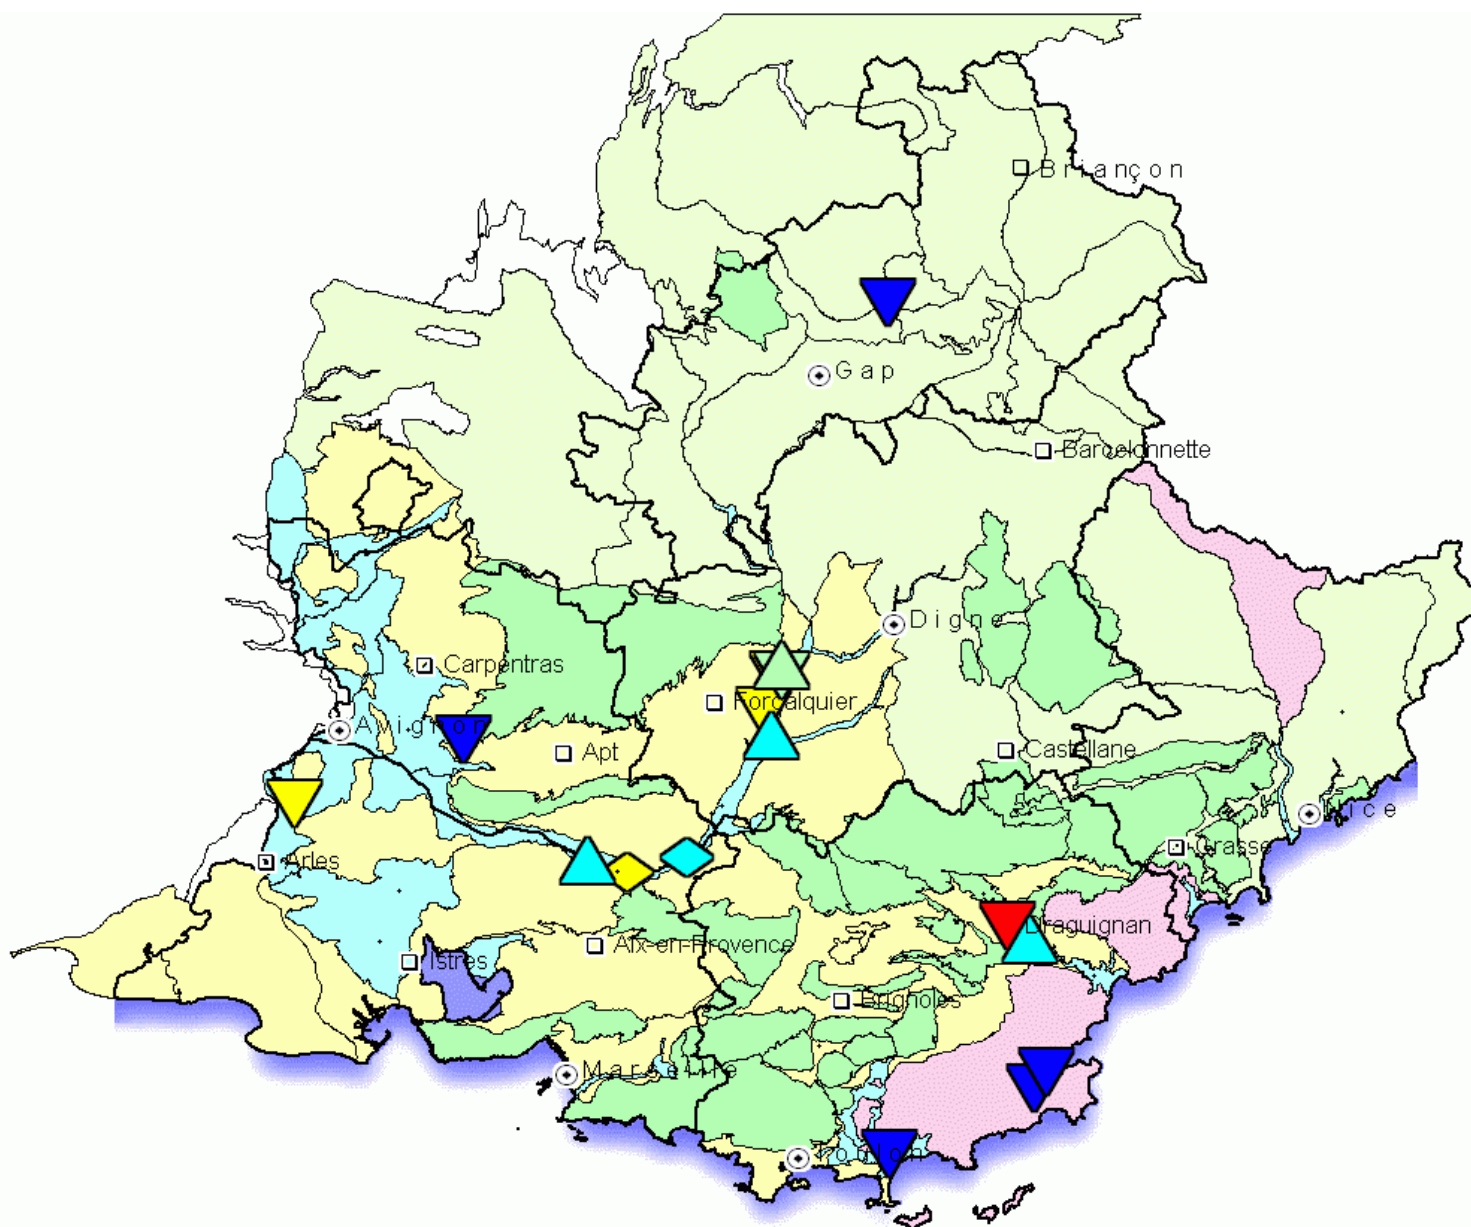 Briançon
Gap
Barcelonnette
Digne
Carpentras
Forcalquier
Avignon
Apt
Castellane
Nice
Grasse
Arles
Draguignan
Aix-en-Provence
Istres
Brignoles
Marseille
Toulon